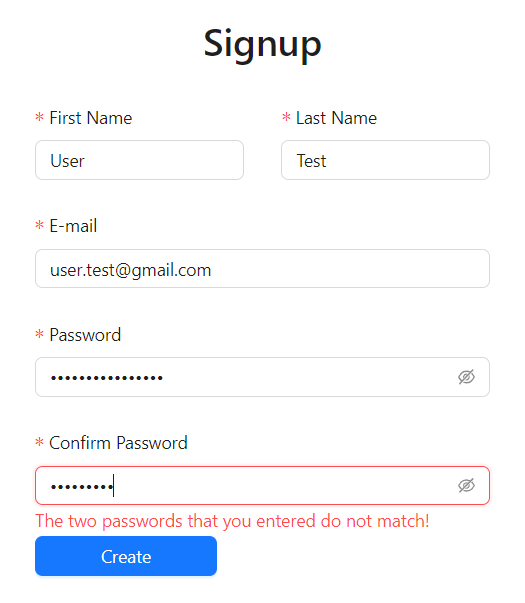 Signup
* First Name
* Last Name
User
Test
* E-mail
user.test@gmail.com
* Password
••••••••••••••••
* Confirm Password
•••••••••
The two passwords that you entered do not match!
Create